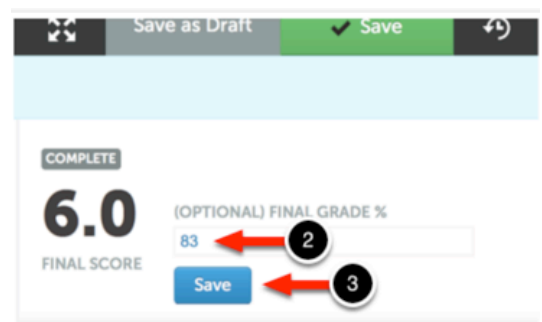 Save as Draft
Save
COMPLETE
6.0
FINAL SCORE
(OPTIONAL) FINAL GRADE %
83
2
Save
3